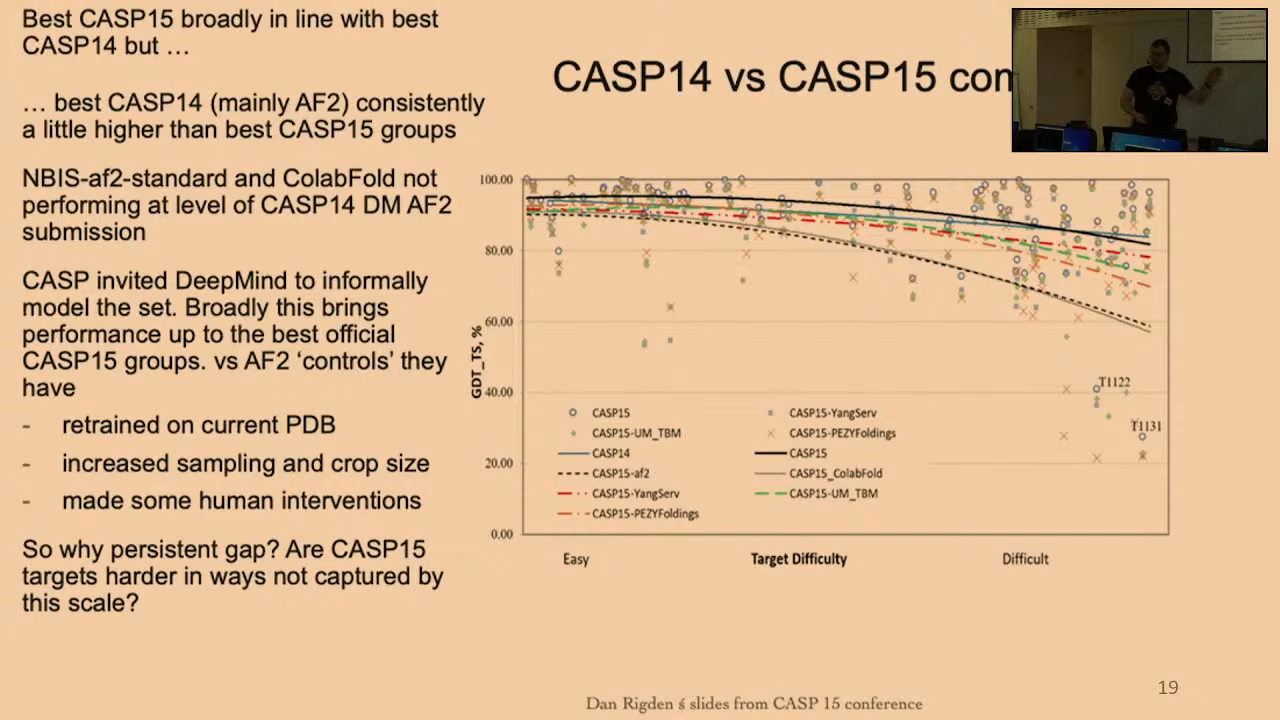 Best CASP15 broadly in line with best
CASP14 but …
… best CASP14 (mainly AF2) consistently
a little higher than best CASP15 groups
NBIS-af2-standard and ColabFold not
performing at level of CASP14 DM AF2
submission
CASP invited DeepMind to informally
model the set. Broadly this brings
performance up to the best official
CASP15 groups. vs AF2 ‘controls’ they
have
- retrained on current PDB
- increased sampling and crop size
- made some human interventions
So why persistent gap? Are CASP15
targets harder in ways not captured by
this scale?
CASP14 vs CASP15
GDT_TS, %
100.00
80.00
60.00
40.00
20.00
0.00
T1122
T1131
CASP15 CASP15-YangServ
CASP15-UM_TBM CASP15-PEZYFoldings
CASP14 CASP15
CASP15-af2 CASP15_ColabFold
CASP15-YangServ CASP15-UM_TBM
CASP15-PEZYFoldings
Easy Target Difficulty Difficult
19
Dan Rigden ś slides from CASP 15 conference